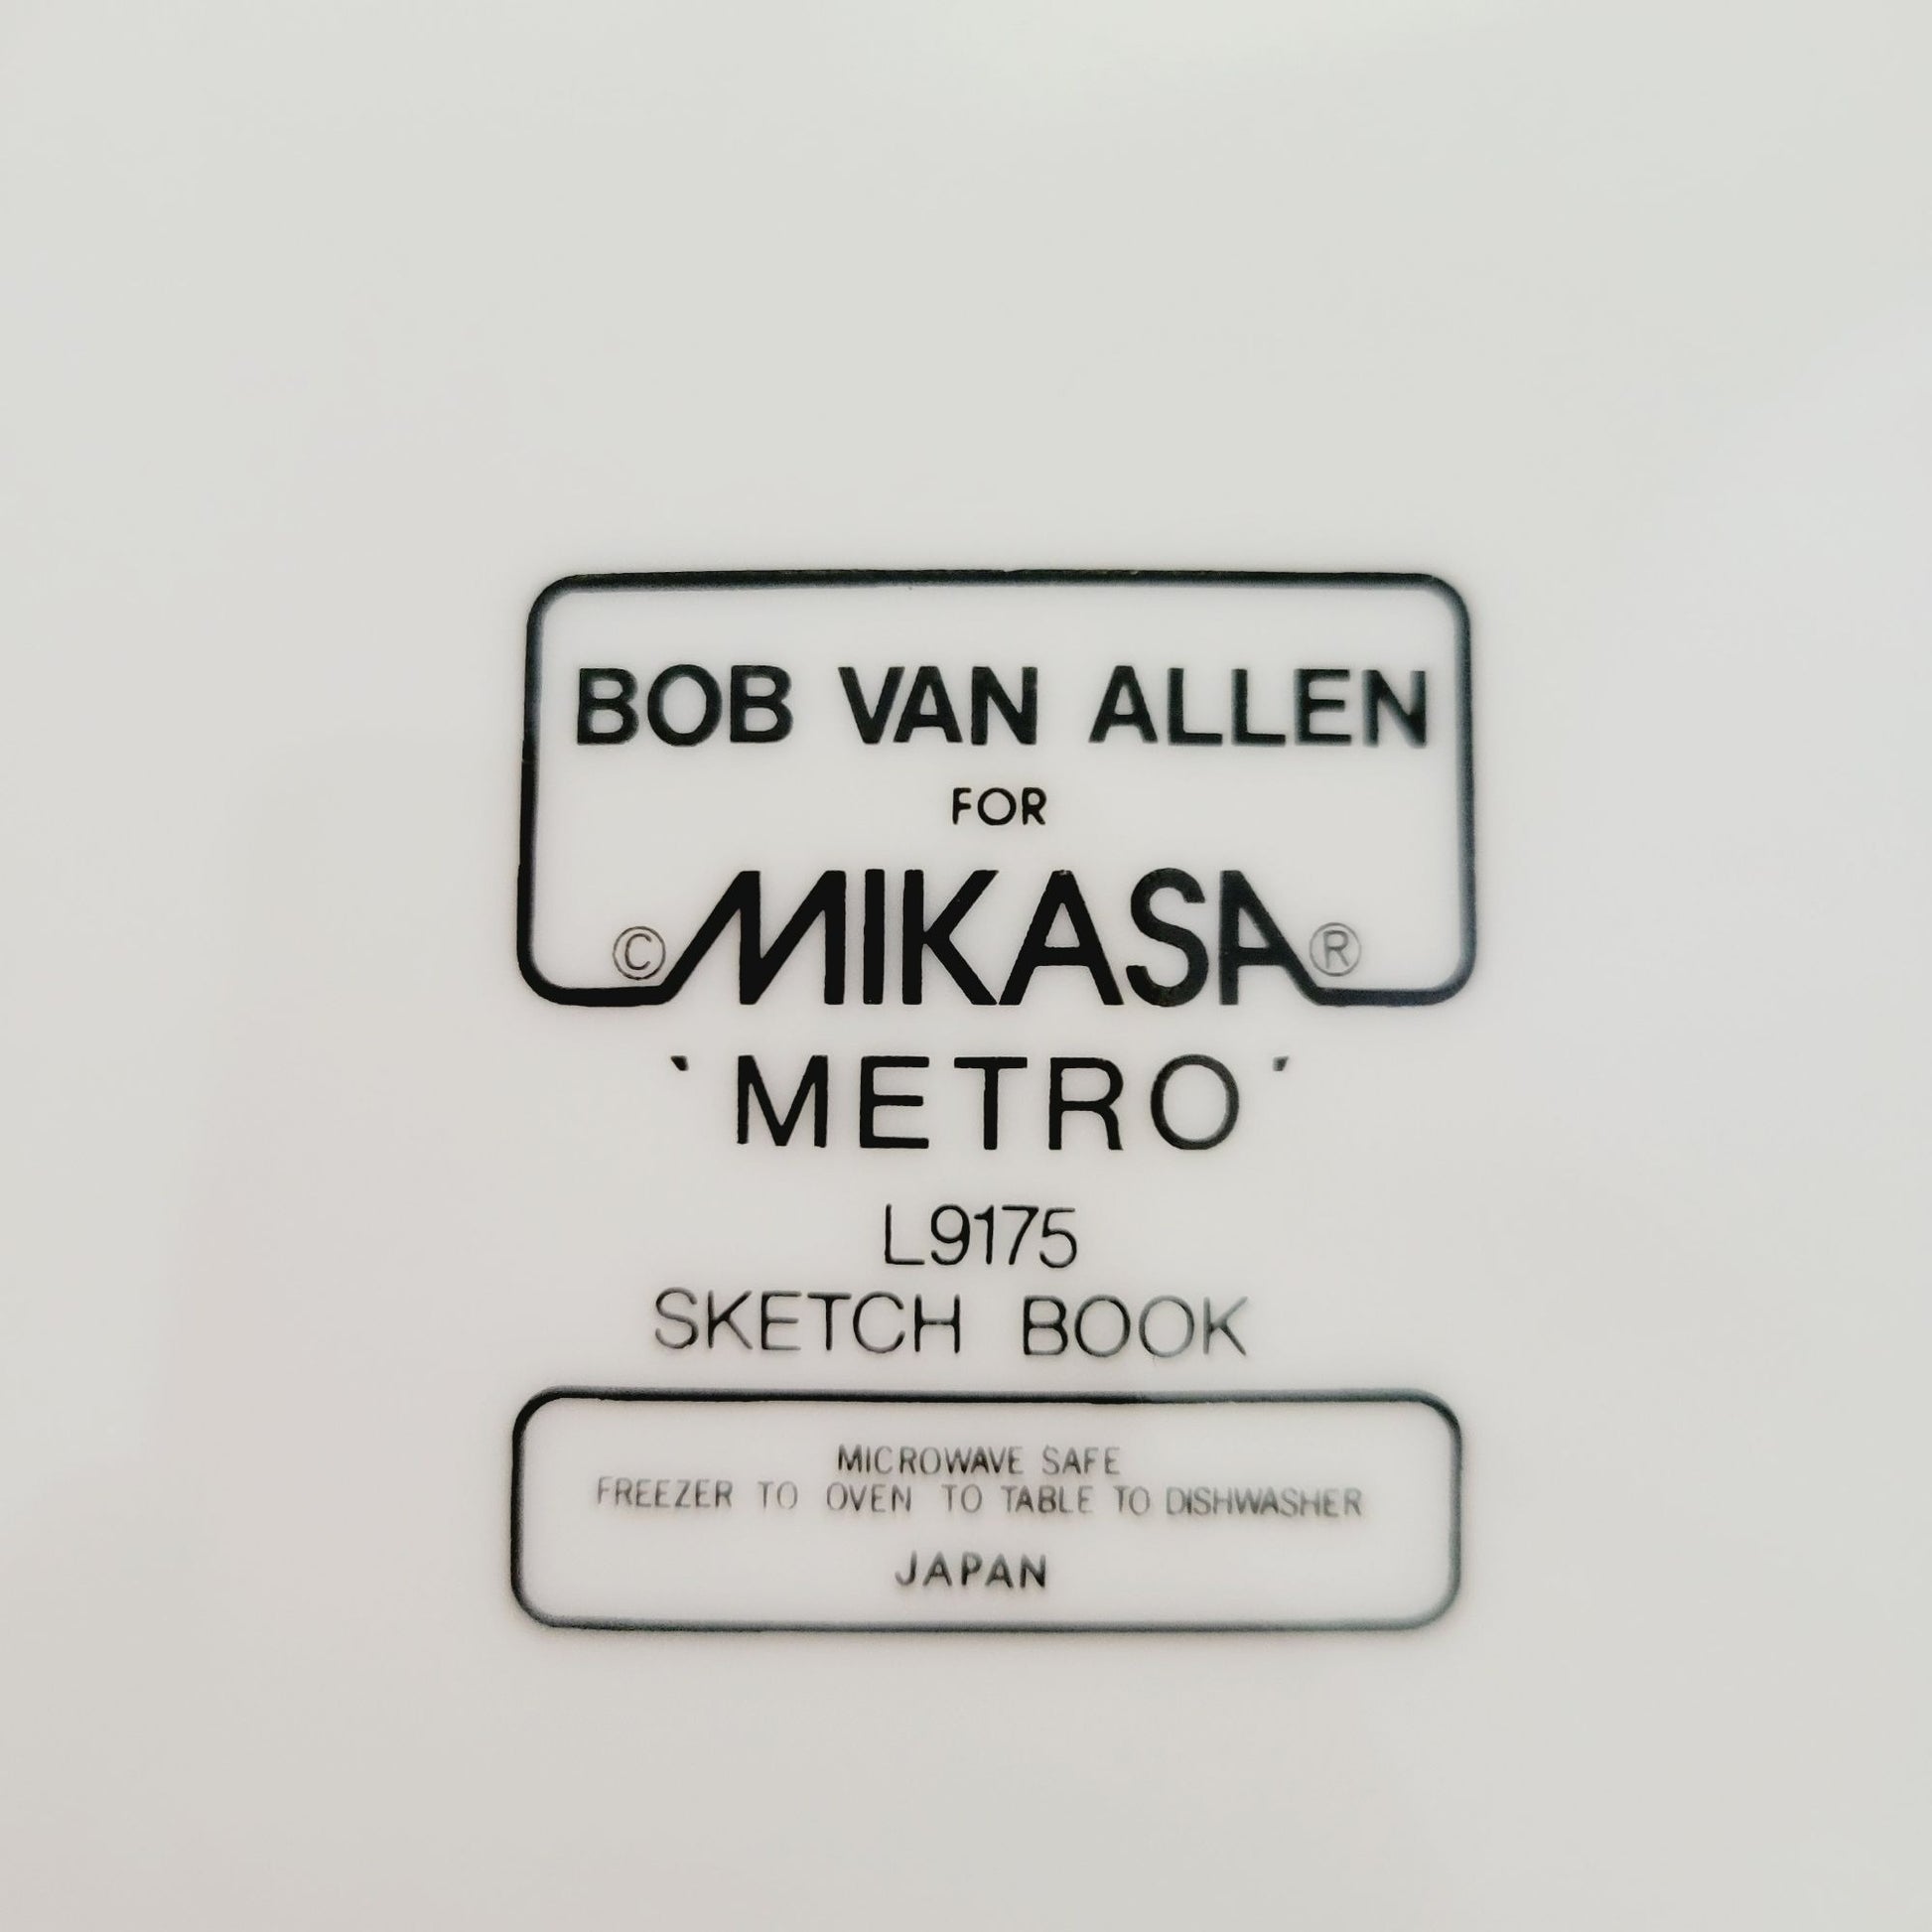 BOB VAN ALLEN
FOR
© MIKASA ®
‵METRO′
L9175
SKETCH BOOK
MICROWAVE SAFE
FREEZER TO OVEN TO TABLE TO DISHWASHER
JAPAN